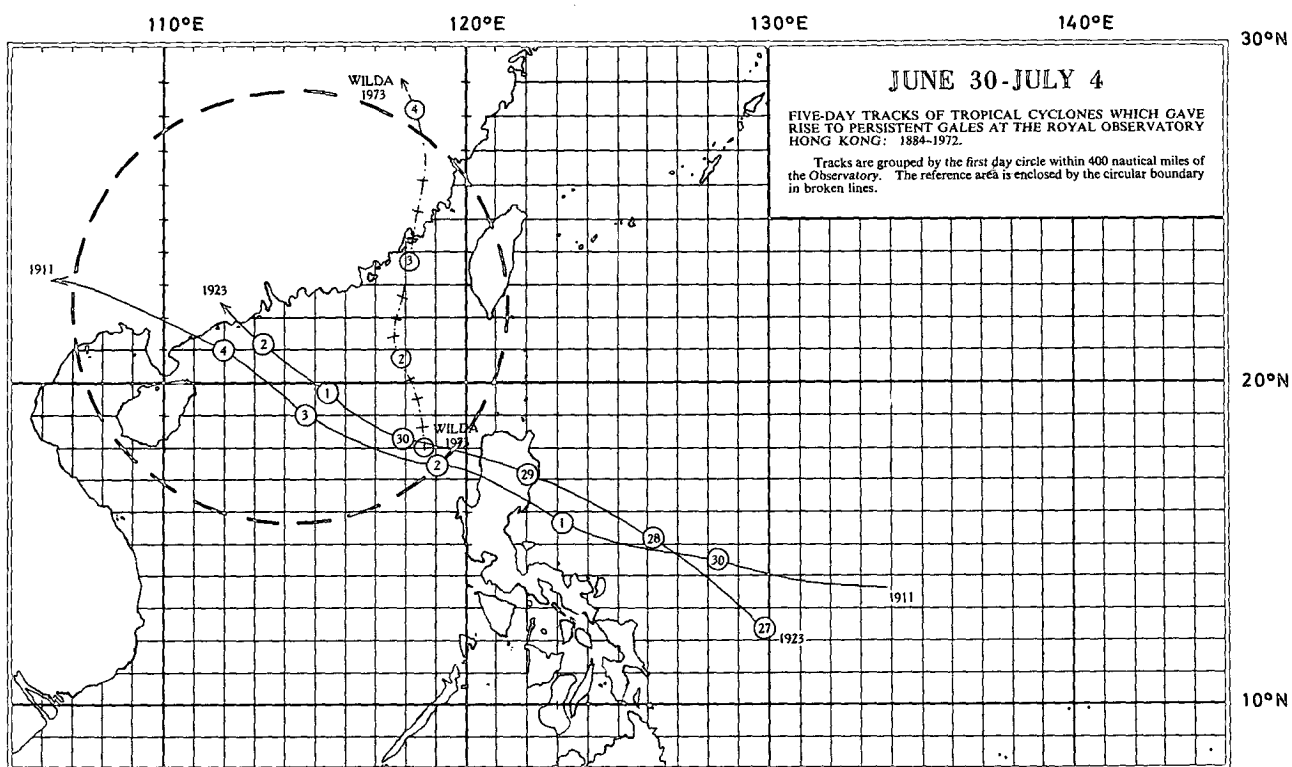 110°E 120°E 130°E 140°E
30°N
JUNE 30-JULY 4
FIVE-DAY TRACKS OF TROPICAL CYCLONES WHICH GAVE
RISE TO PERSISTENT GALES AT THE ROYAL OBSERVATORY
HONG KONG: 1884-1972.
Tracks are grouped by the first day circle within 400 nautical miles of
the Observatory. The reference area is enclosed by the circular boundary
in broken lines.
WILDA
1973
4
3
1911
1923
2
4
2
20°N
1
3
30
1
WILDA
1973
2
29
1
28
30
1911
27
1923
10°N